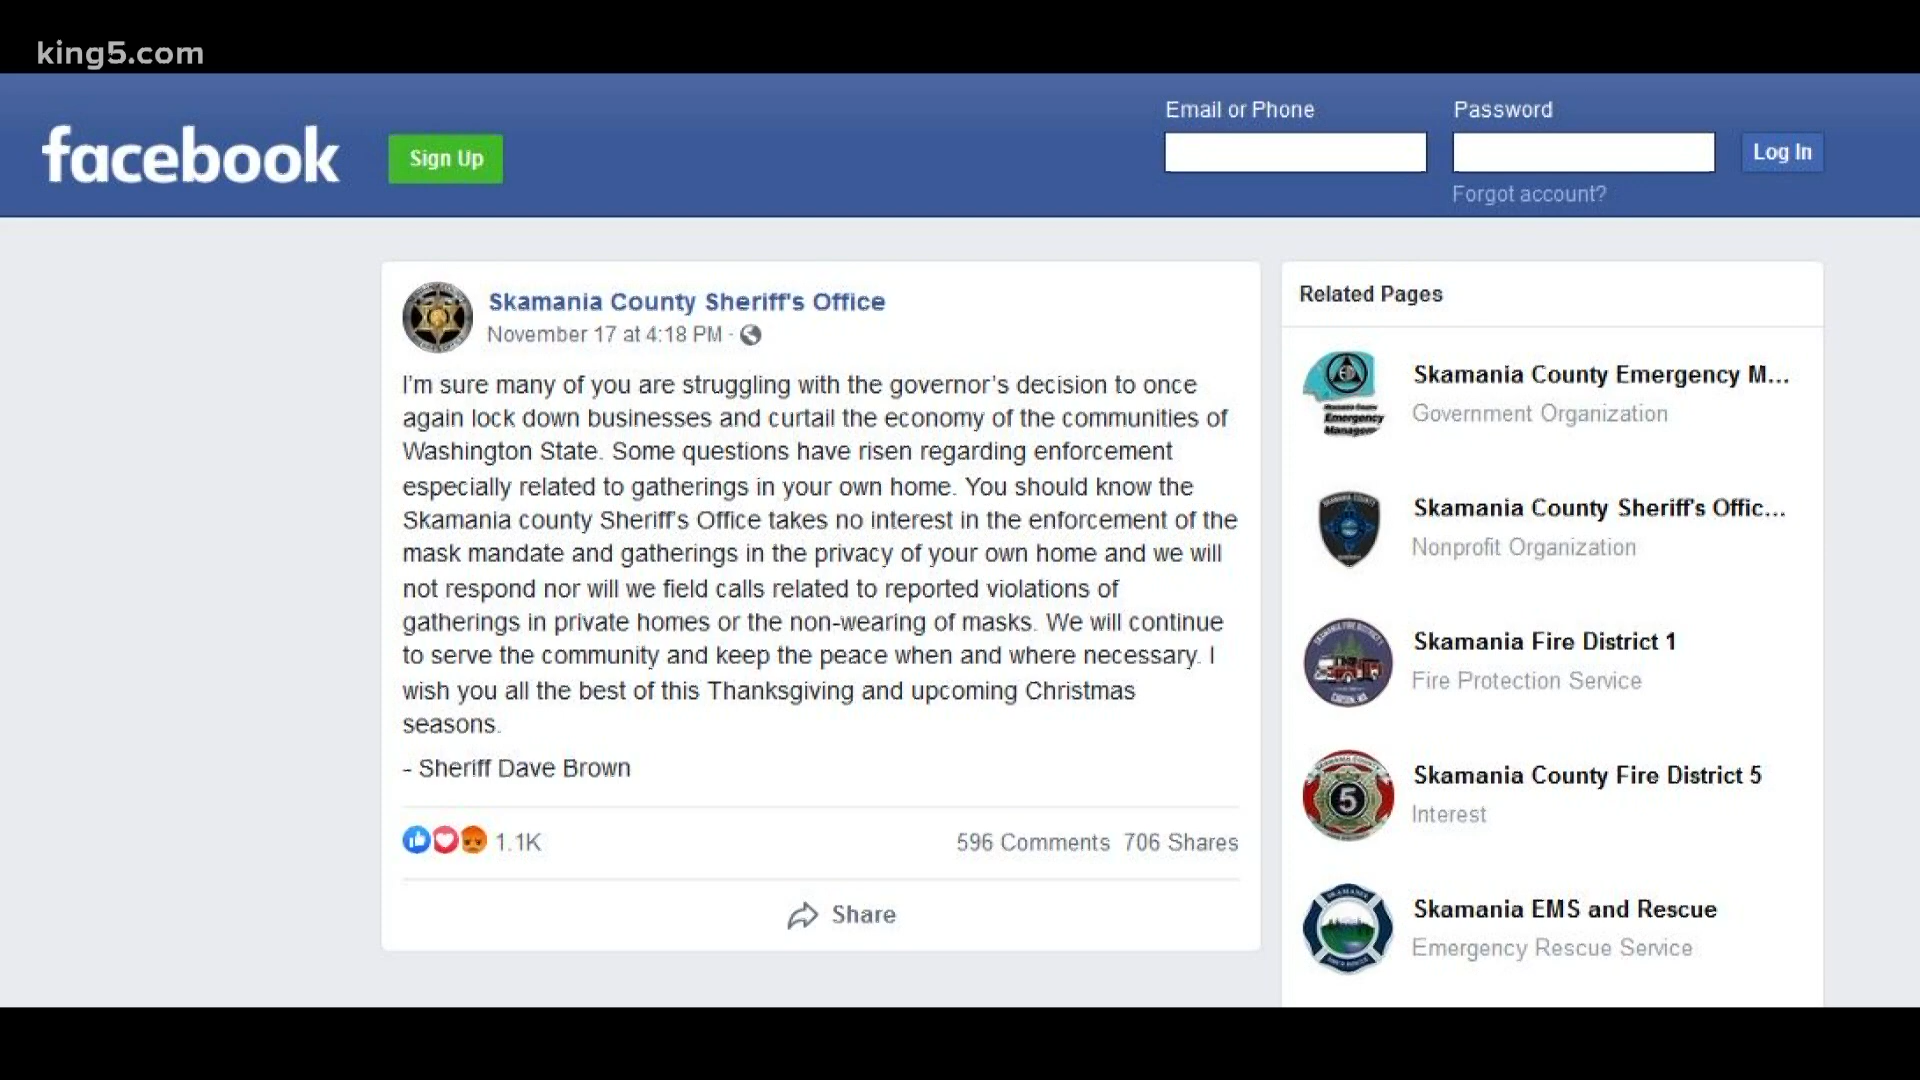 king5.com
facebook
Sign Up
Email or Phone
Password
Log In
Forgot account?
Skamania County Sheriff's Office
November 17 at 4:18 PM ·
I'm sure many of you are struggling with the governor's decision to once
again lock down businesses and curtail the economy of the communities of
Washington State. Some questions have risen regarding enforcement
especially related to gatherings in your own home. You should know the
Skamania county Sheriff's Office takes no interest in the enforcement of the
mask mandate and gatherings in the privacy of your own home and we will
not respond nor will we field calls related to reported violations of
gatherings in private homes or the non-wearing of masks. We will continue
to serve the community and keep the peace when and where necessary. I
wish you all the best of this Thanksgiving and upcoming Christmas
seasons.
- Sheriff Dave Brown
1.1K
596 Comments 706 Shares
Share
Related Pages
Emergency
Skamania County Emergency M...
Government Organization
Skamania County Sheriff's Offic...
Nonprofit Organization
Skamania Fire District 1
Fire Protection Service
5
Skamania County Fire District 5
Interest
Skamania EMS and Rescue
Emergency Rescue Service